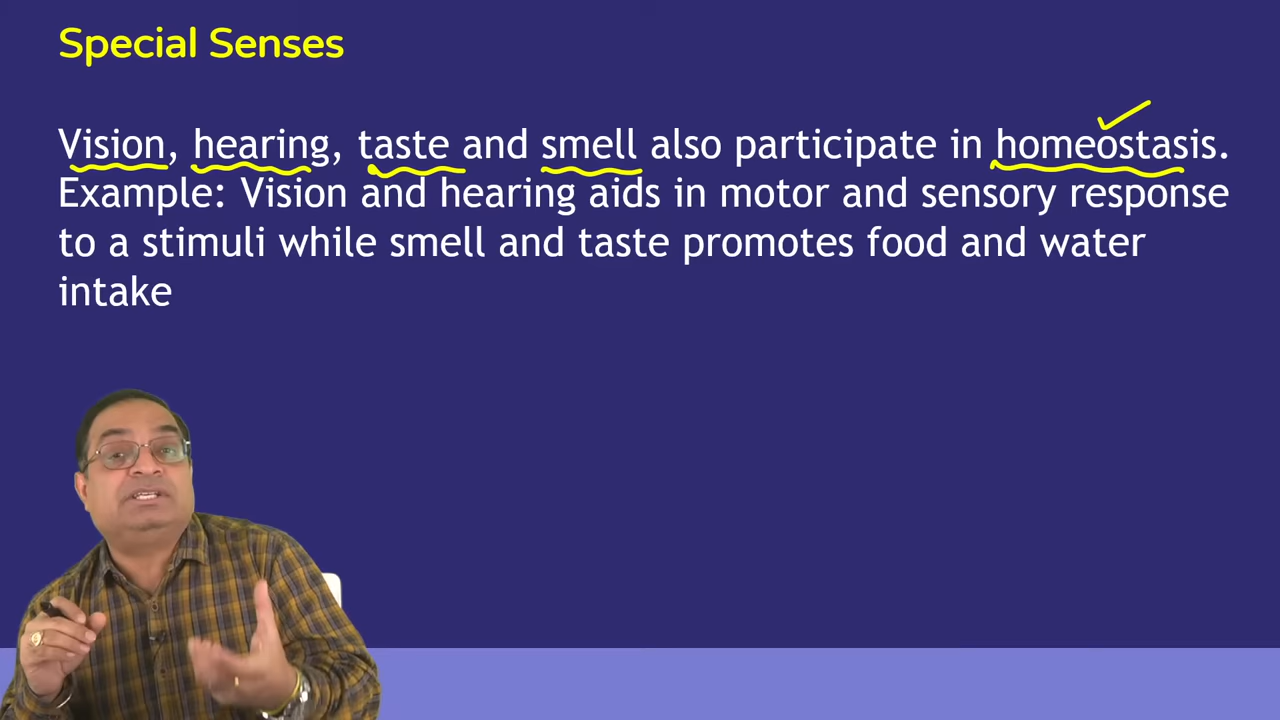 Special Senses
Vision, hearing, taste and smell also participate in homeostasis.
Example: Vision and hearing aids in motor and sensory response
to a stimuli while smell and taste promotes food and water
intake